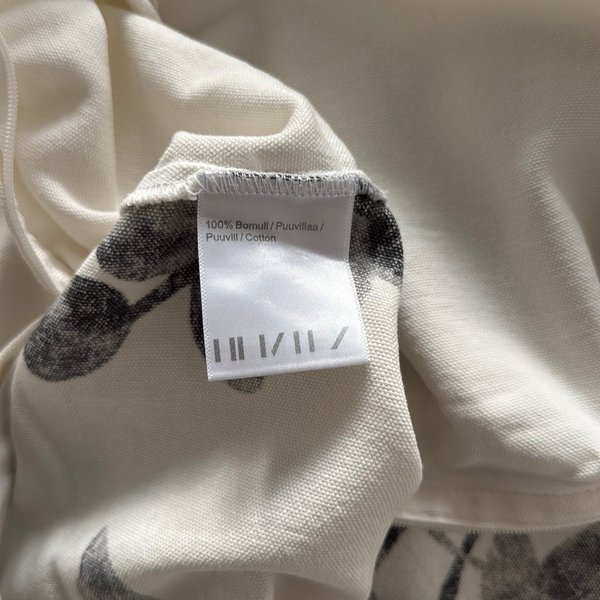 100% Bomull / Puuvillaa /
Puuvill / Cotton